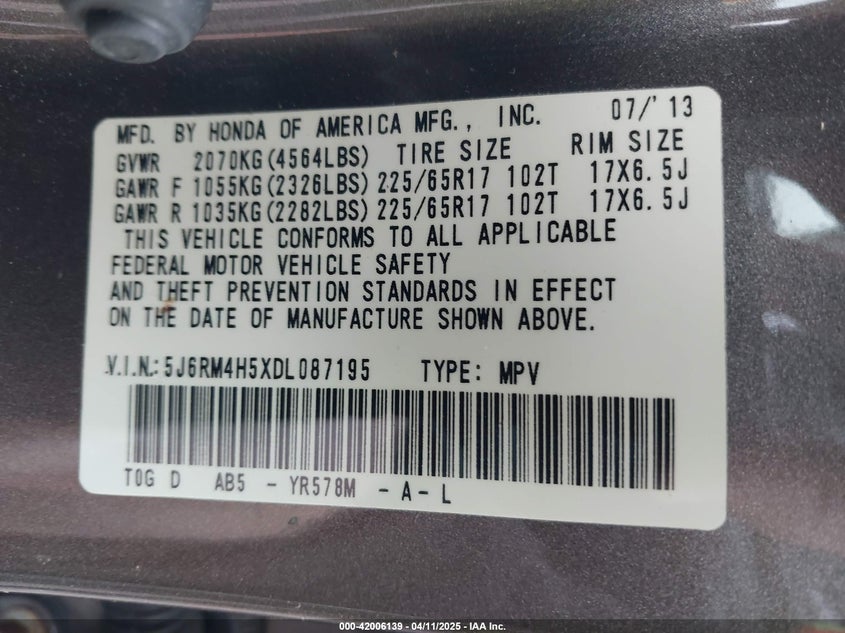 MFD. BY HONDA OF AMERICA MFG., INC. 07/'13
GVWR 2070KG(4564LBS) TIRE SIZE RIM SIZE
GAWR F 1055KG(2326LBS) 225/65R17 102T 17X6.5J
GAWR R 1035KG(2282LBS) 225/65R17 102T 17X6.5J
THIS VEHICLE CONFORMS TO ALL APPLICABLE
FEDERAL MOTOR VEHICLE SAFETY
AND THEFT PREVENTION STANDARDS IN EFFECT
ON THE DATE OF MANUFACTURE SHOWN ABOVE.
V.I.N.: 5J6RM4H5XDL087195 TYPE: MPV
T0G D AB5 - YR578M - A - L
000-42006139 - 04/11/2025 - IAA Inc.